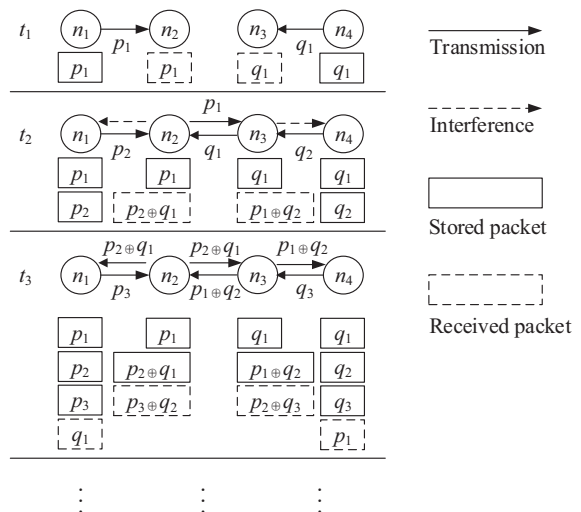 t₁ n₁ n₂ n₃ n₄ Transmission
p₁ q₁
p₁ p₁ q₁ q₁
p₁
t₂ n₁ n₂ n₃ n₄ Interference
p₂ q₁ q₂
p₁ p₁ q₁ q₁
p₂ p₂⊕q₁ p₁⊕q₂ q₂
Stored packet
p₂⊕q₁ p₂⊕q₁ p₁⊕q₂
t₃ n₁ n₂ n₃ n₄
p₃ p₁⊕q₂ q₃
Received packet
p₁ p₁ q₁ q₁
p₂ p₂⊕q₁ p₁⊕q₂ q₂
p₃ p₃⊕q₂ p₂⊕q₃ q₃
q₁ p₁